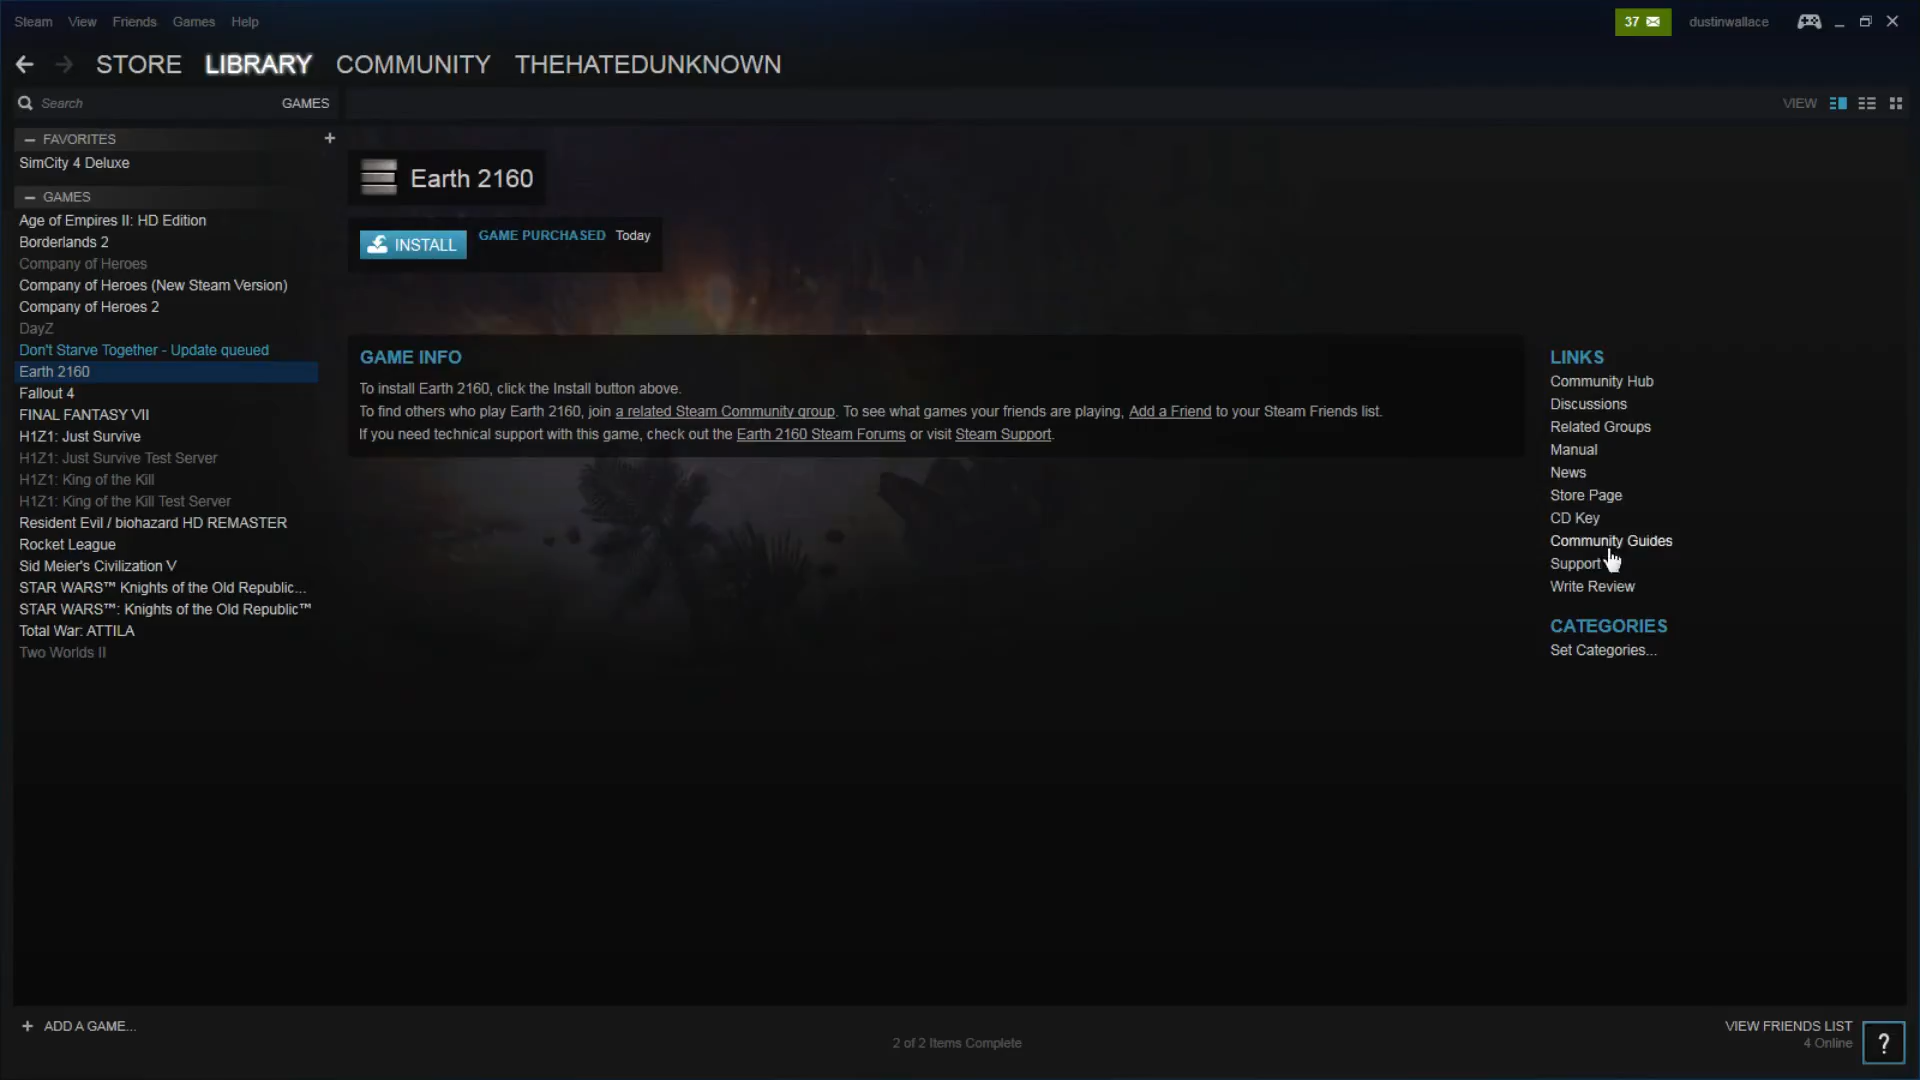 Steam View Friends Games Help
37 dustinwallace
STORE LIBRARY COMMUNITY THEHATEDUNKNOWN
Search GAMES VIEW
FAVORITES +
SimCity 4 Deluxe
GAMES
Age of Empires II: HD Edition
Borderlands 2
Company of Heroes
Company of Heroes (New Steam Version)
Company of Heroes 2
DayZ
Don't Starve Together - Update queued
Earth 2160
Fallout 4
FINAL FANTASY VII
H1Z1: Just Survive
H1Z1: Just Survive Test Server
H1Z1: King of the Kill
H1Z1: King of the Kill Test Server
Resident Evil / biohazard HD REMASTER
Rocket League
Sid Meier's Civilization V
STAR WARS™ Knights of the Old Republic...
STAR WARS™: Knights of the Old Republic™
Total War: ATTILA
Two Worlds II
Earth 2160
INSTALL GAME PURCHASED Today
GAME INFO
To install Earth 2160, click the Install button above.
To find others who play Earth 2160, join a related Steam Community group. To see what games your friends are playing, Add a Friend to your Steam Friends list.
If you need technical support with this game, check out the Earth 2160 Steam Forums or visit Steam Support.
LINKS
Community Hub
Discussions
Related Groups
Manual
News
Store Page
CD Key
Community Guides
Support
Write Review
CATEGORIES
Set Categories...
+ ADD A GAME...
2 of 2 Items Complete
VIEW FRIENDS LIST
4 Online
?